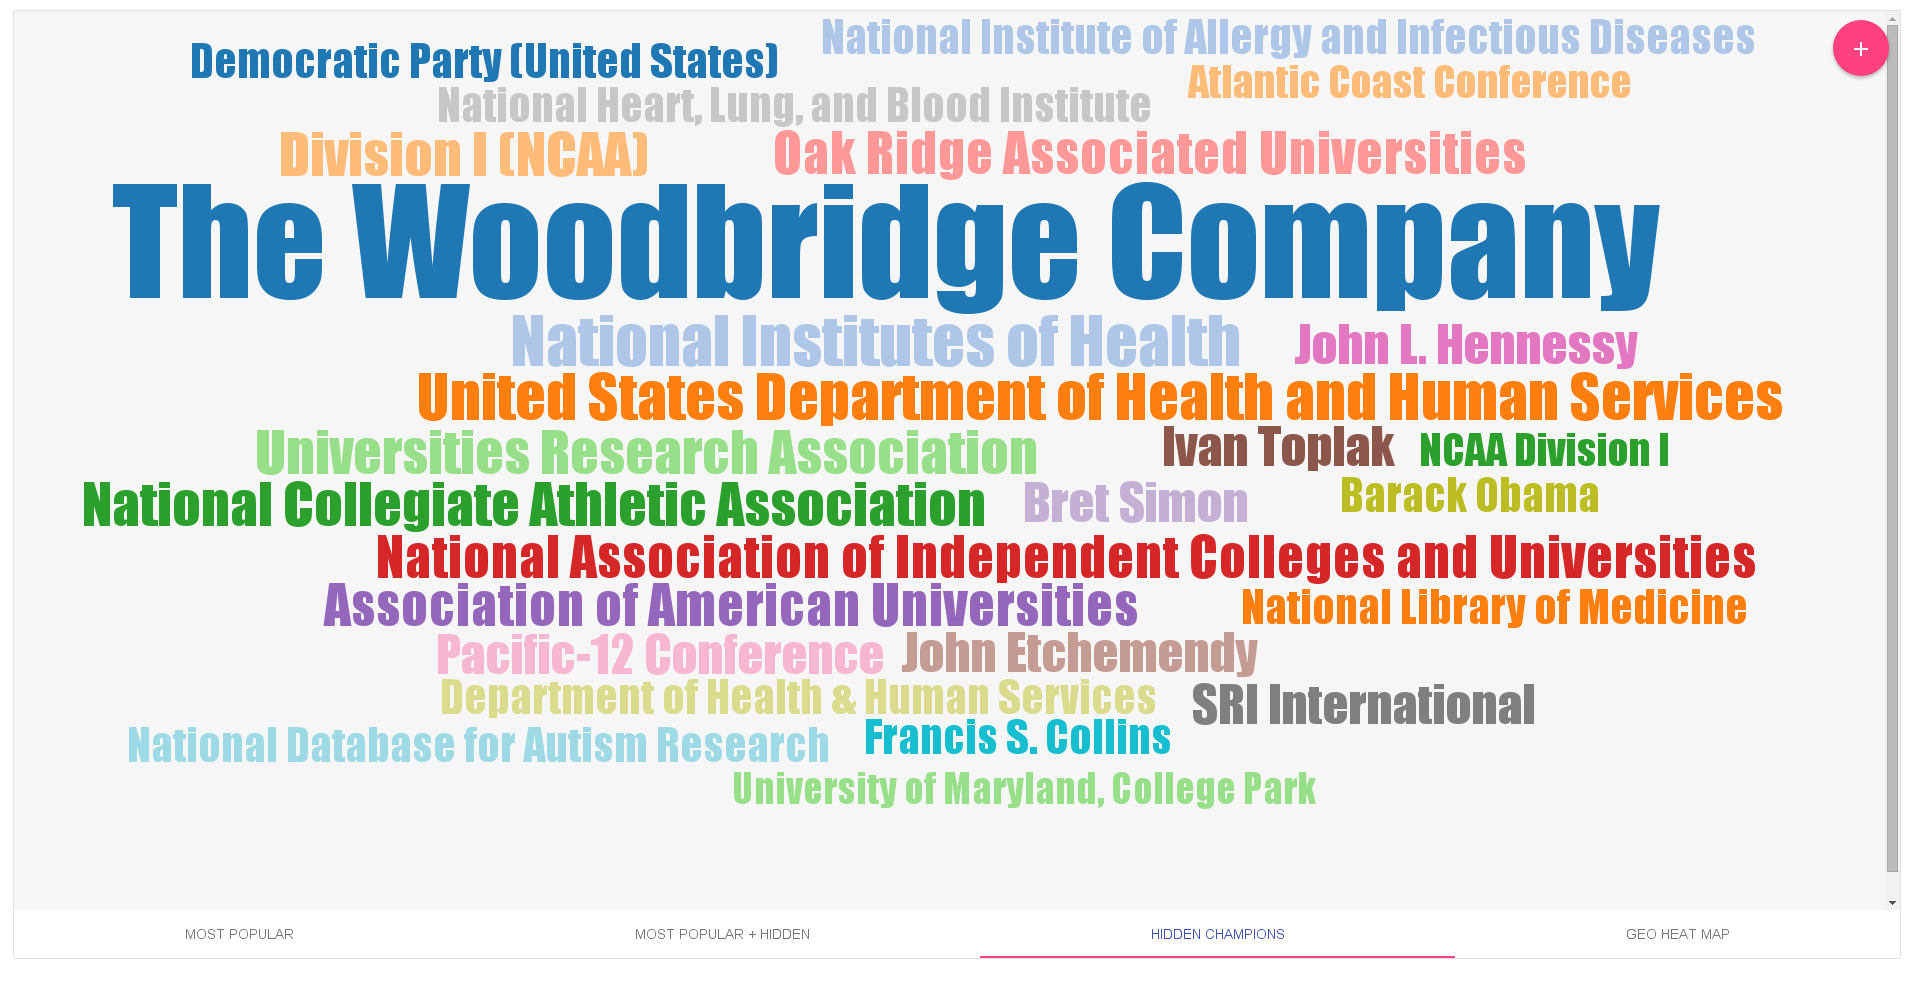 National Institute of Allergy and Infectious Diseases
Democratic Party (United States)
Atlantic Coast Conference
National Heart, Lung, and Blood Institute
Division I (NCAA)
Oak Ridge Associated Universities
The Woodbridge Company
National Institutes of Health
John L. Hennessy
United States Department of Health and Human Services
Universities Research Association
Ivan Toplak
NCAA Division I
National Collegiate Athletic Association
Bret Simon
Barack Obama
National Association of Independent Colleges and Universities
Association of American Universities
National Library of Medicine
Pacific-12 Conference
John Etchemendy
Department of Health & Human Services
SRI International
National Database for Autism Research
Francis S. Collins
University of Maryland, College Park
MOST POPULAR
MOST POPULAR + HIDDEN
HIDDEN CHAMPIONS
GEO HEAT MAP